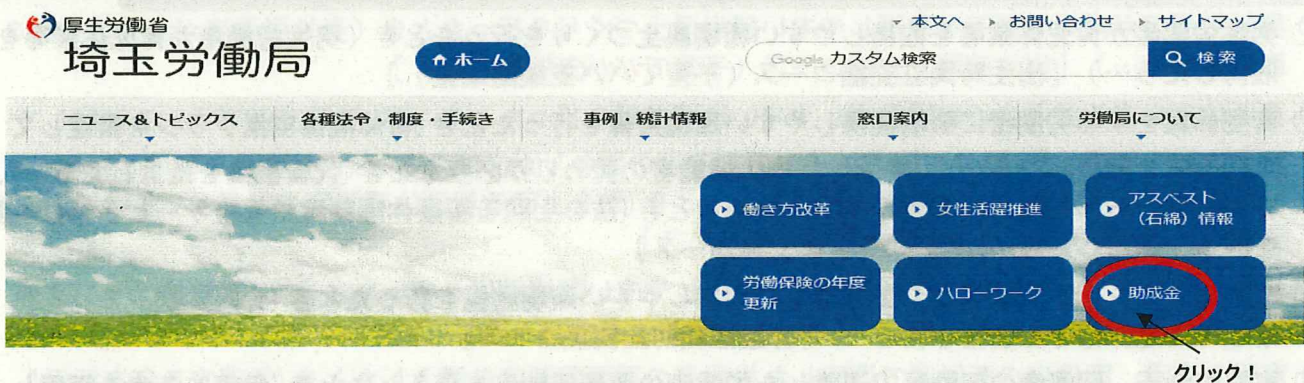 厚生労働省
埼玉労働局
ホーム
本文へ お問い合わせ サイトマップ
Google カスタム検索 検索
ニュース&トピックス 各種法令・制度・手続き 事例・統計情報 窓口案内 労働局について
働き方改革 女性活躍推進 アスベスト
（石綿）情報
労働保険の年度
更新 ハローワーク 助成金
クリック！